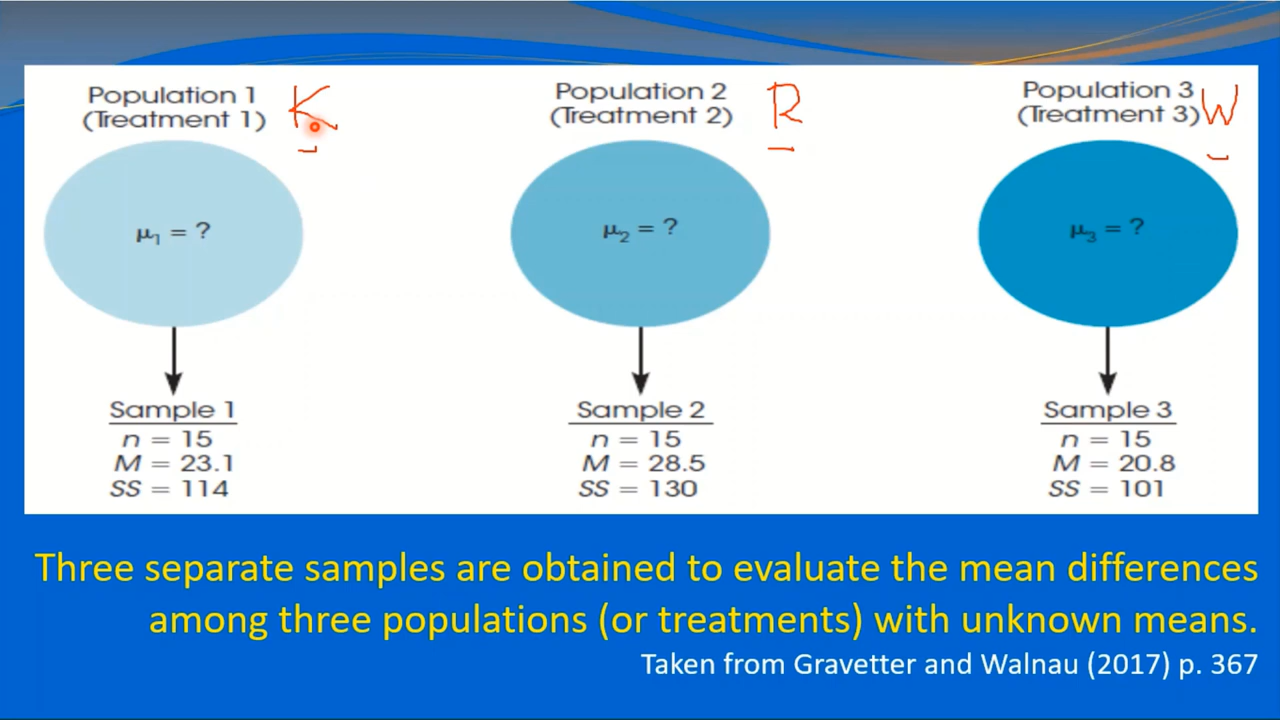 Population 1
(Treatment 1) K
μ1 = ?
Sample 1
n = 15
M = 23.1
SS = 114
Population 2
(Treatment 2) R
μ2 = ?
Sample 2
n = 15
M = 28.5
SS = 130
Population 3
(Treatment 3) W
μ3 = ?
Sample 3
n = 15
M = 20.8
SS = 101
Three separate samples are obtained to evaluate the mean differences
among three populations (or treatments) with unknown means.
Taken from Gravetter and Walnau (2017) p. 367